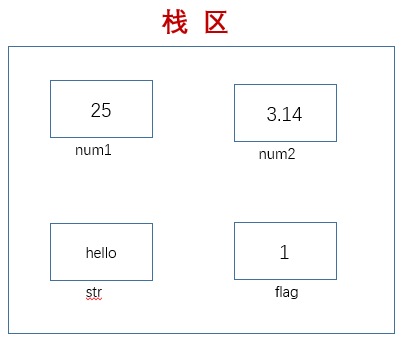 栈 区
25
3.14
num1
num2
hello
1
str
flag